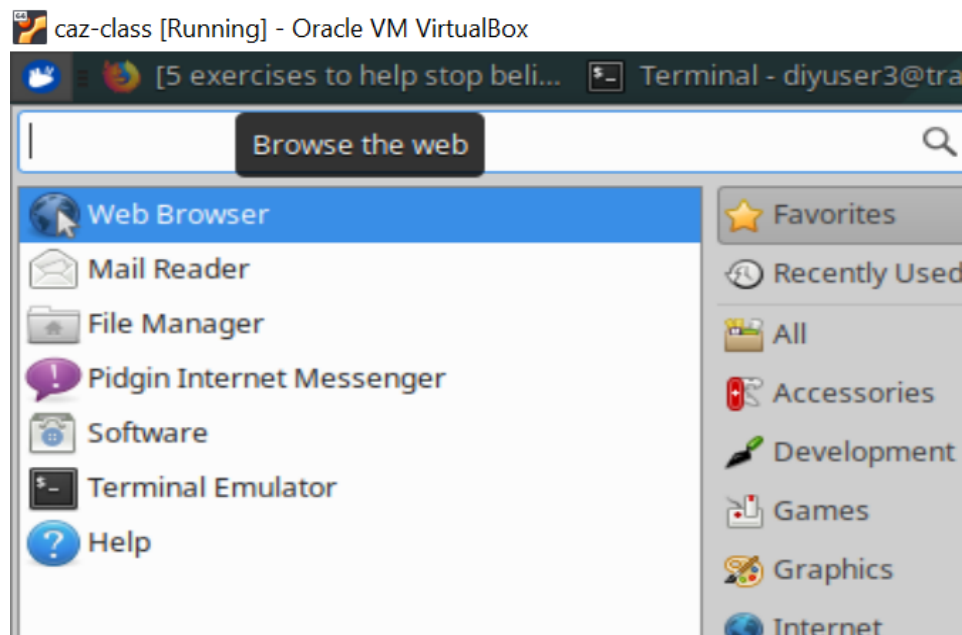 caz-class [Running] - Oracle VM VirtualBox
[5 exercises to help stop beli... Terminal - diyuser3@tra
Browse the web
Web Browser
Mail Reader
File Manager
Pidgin Internet Messenger
Software
Terminal Emulator
Help
Favorites
Recently Used
All
Accessories
Development
Games
Graphics
Internet